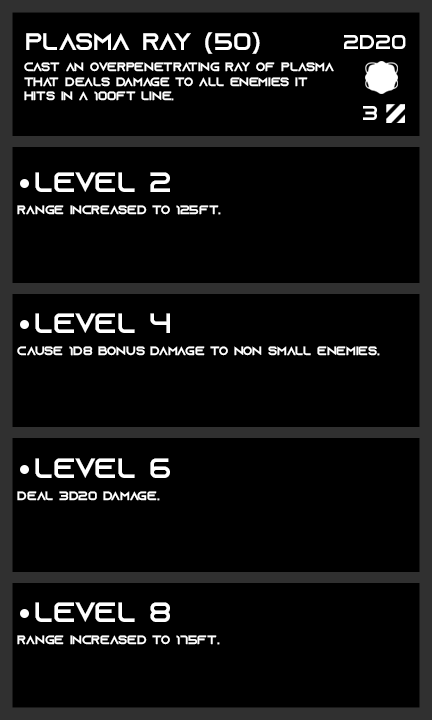 PLASMA RAY (50)
2D20
CAST AN OVERPENETRATING RAY OF PLASMA
THAT DEALS DAMAGE TO ALL ENEMIES IT
HITS IN A 100FT LINE.
3
•LEVEL 2
RANGE INCREASED TO 125FT.
•LEVEL 4
CAUSE 1D8 BONUS DAMAGE TO NON SMALL ENEMIES.
•LEVEL 6
DEAL 3D20 DAMAGE.
•LEVEL 8
RANGE INCREASED TO 175FT.